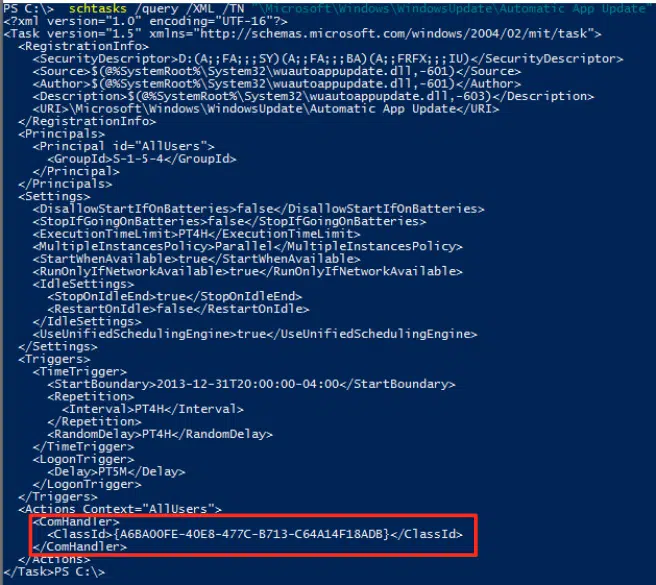 PS C:\> schtasks /query /XML /TN "\Microsoft\Windows\WindowsUpdate\Automatic App Update"
<?xml version="1.0" encoding="UTF-16"?>
<Task version="1.5" xmlns="http://schemas.microsoft.com/windows/2004/02/mit/task">
  <RegistrationInfo>
    <SecurityDescriptor>D:(A;;FA;;;SY)(A;;FA;;;BA)(A;;FRFX;;;IU)</SecurityDescriptor>
    <Source>$(@%SystemRoot%\System32\wuautoappupdate.dll,-601)</Source>
    <Author>$(@%SystemRoot%\System32\wuautoappupdate.dll,-601)</Author>
    <Description>$(@%SystemRoot%\System32\wuautoappupdate.dll,-603)</Description>
    <URI>\Microsoft\Windows\WindowsUpdate\Automatic App Update</URI>
  </RegistrationInfo>
  <Principals>
    <Principal id="AllUsers">
      <GroupId>S-1-5-4</GroupId>
    </Principal>
  </Principals>
  <Settings>
    <DisallowStartIfOnBatteries>false</DisallowStartIfOnBatteries>
    <StopIfGoingOnBatteries>false</StopIfGoingOnBatteries>
    <ExecutionTimeLimit>PT4H</ExecutionTimeLimit>
    <MultipleInstancesPolicy>Parallel</MultipleInstancesPolicy>
    <StartWhenAvailable>true</StartWhenAvailable>
    <RunOnlyIfNetworkAvailable>true</RunOnlyIfNetworkAvailable>
    <IdleSettings>
      <StopOnIdleEnd>true</StopOnIdleEnd>
      <RestartOnIdle>false</RestartOnIdle>
    </IdleSettings>
    <UseUnifiedSchedulingEngine>true</UseUnifiedSchedulingEngine>
  </Settings>
  <Triggers>
    <TimeTrigger>
      <StartBoundary>2013-12-31T20:00:00-04:00</StartBoundary>
      <Repetition>
        <Interval>PT4H</Interval>
      </Repetition>
      <RandomDelay>PT4H</RandomDelay>
    </TimeTrigger>
    <LogonTrigger>
      <Delay>PT5M</Delay>
    </LogonTrigger>
  </Triggers>
  <Actions Context="AllUsers">
    <ComHandler>
      <ClassId>{A6BA00FE-40E8-477C-B713-C64A14F18ADB}</ClassId>
    </ComHandler>
  </Actions>
</Task>PS C:\>